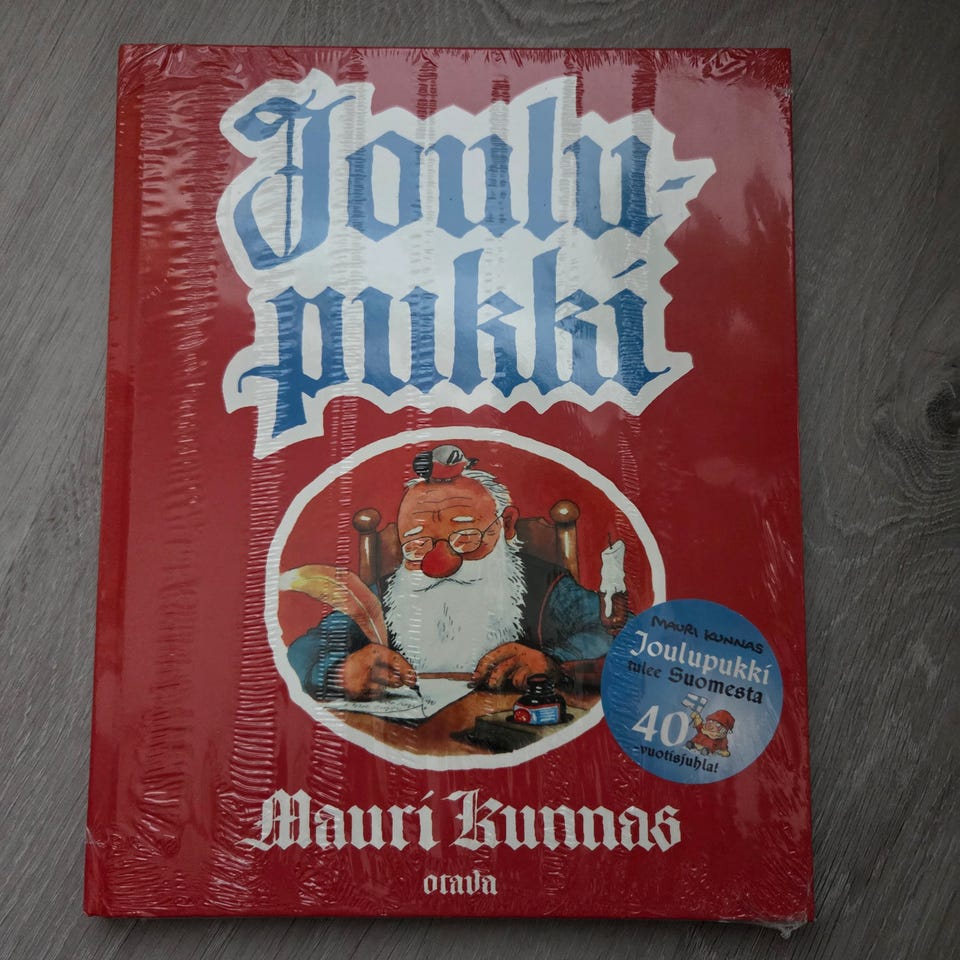 Joulu-
pukki
MAURI KUNNAS
Joulupukki
tulee Suomesta
40
-vuotisjuhla!
Mauri Kunnas
otava